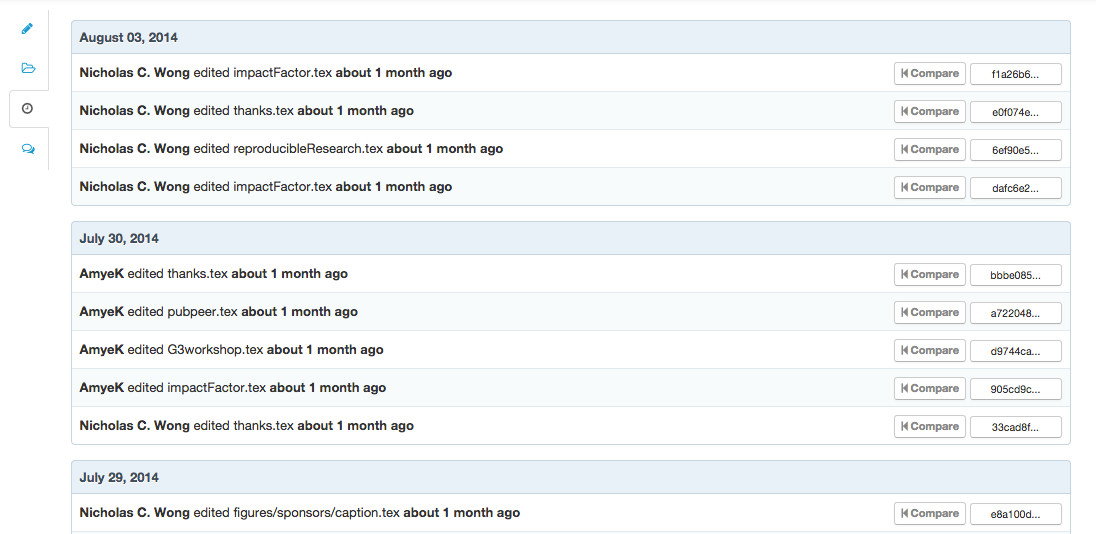 August 03, 2014
Nicholas C. Wong edited impactFactor.tex about 1 month ago Compare f1a26b6...
Nicholas C. Wong edited thanks.tex about 1 month ago Compare e0f074e...
Nicholas C. Wong edited reproducibleResearch.tex about 1 month ago Compare 6ef90e5...
Nicholas C. Wong edited impactFactor.tex about 1 month ago Compare dafc6e2...
July 30, 2014
AmyeK edited thanks.tex about 1 month ago Compare bbbe085...
AmyeK edited pubpeer.tex about 1 month ago Compare a722048...
AmyeK edited G3workshop.tex about 1 month ago Compare d9744ca...
AmyeK edited impactFactor.tex about 1 month ago Compare 905cd9c...
Nicholas C. Wong edited thanks.tex about 1 month ago Compare 33cad8f...
July 29, 2014
Nicholas C. Wong edited figures/sponsors/caption.tex about 1 month ago Compare e8a100d...